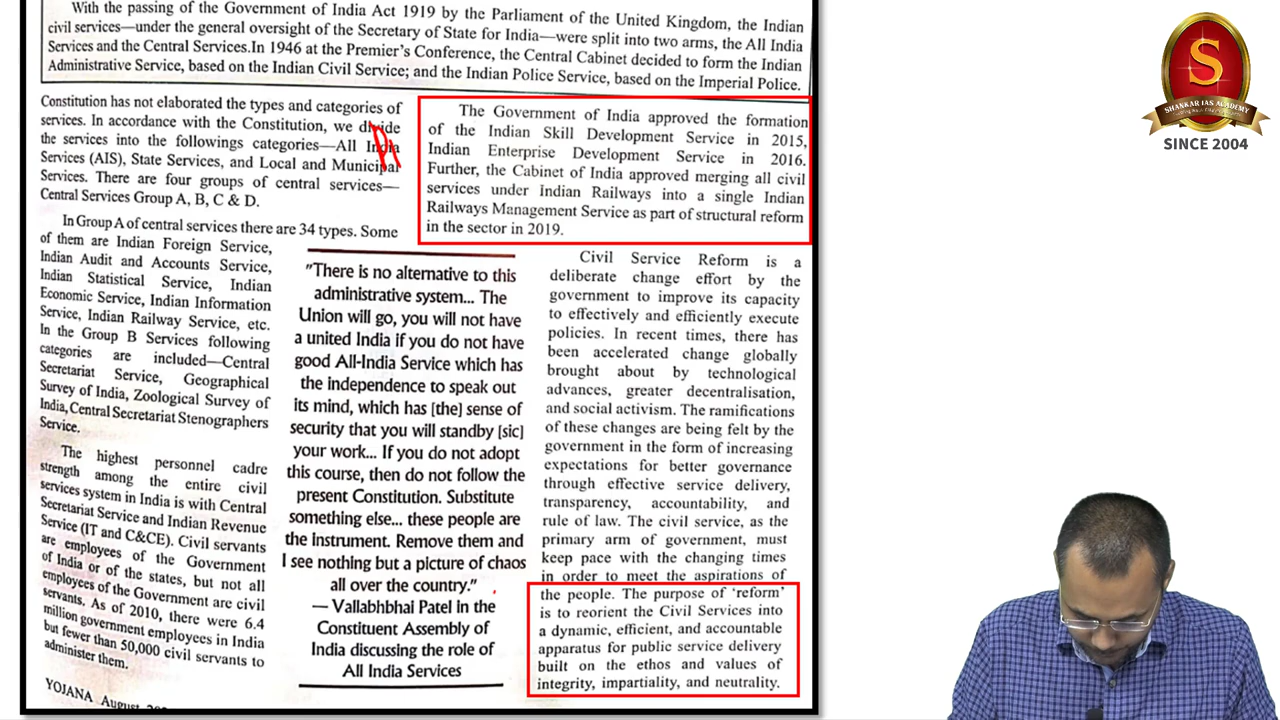 With the passing of the Government of India Act 1919 by the Parliament of the United Kingdom, the Indian
civil services—under the general oversight of the Secretary of State for India—were split into two arms, the All India
Services and the Central Services.In 1946 at the Premier's Conference, the Central Cabinet decided to form the Indian
Administrative Service, based on the Indian Civil Service; and the Indian Police Service, based on the Imperial Police.
Constitution has not elaborated the types and categories of
services. In accordance with the Constitution, we divide
the services into the followings categories—All India
Services (AIS), State Services, and Local and Municipal
Services. There are four groups of central services—
Central Services Group A, B, C & D.
In Group A of central services there are 34 types. Some
of them are Indian Foreign Service,
Indian Audit and Accounts Service,
Indian Statistical Service, Indian
Economic Service, Indian Information
Service, Indian Railway Service, etc.
In the Group B Services following
categories are included—Central
Secretariat Service, Geographical
Survey of India, Zoological Survey of
India, Central Secretariat Stenographers
Service.
The highest personnel cadre
strength among the entire civil
services system in India is with Central
Secretariat Service and Indian Revenue
Service (IT and C&CE). Civil servants
are employees of the Government
of India or of the states, but not all
employees of the Government are civil
servants. As of 2010, there were 6.4
million government employees in India
but fewer than 50,000 civil servants to
administer them.
YOJANA August
"There is no alternative to this
administrative system... The
Union will go, you will not have
a united India if you do not have
good All-India Service which has
the independence to speak out
its mind, which has [the] sense of
security that you will standby [sic]
your work... If you do not adopt
this course, then do not follow the
present Constitution. Substitute
something else... these people are
the instrument. Remove them and
I see nothing but a picture of chaos
all over the country."
— Vallabhbhai Patel in the
Constituent Assembly of
India discussing the role of
All India Services
The Government of India approved the formation
of the Indian Skill Development Service in 2015,
Indian Enterprise Development Service in 2016.
Further, the Cabinet of India approved merging all civil
services under Indian Railways into a single Indian
Railways Management Service as part of structural reform
in the sector in 2019.
Civil Service Reform is a
deliberate change effort by the
government to improve its capacity
to effectively and efficiently execute
policies. In recent times, there has
been accelerated change globally
brought about by technological
advances, greater decentralisation,
and social activism. The ramifications
of these changes are being felt by the
government in the form of increasing
expectations for better governance
through effective service delivery,
transparency, accountability, and
rule of law. The civil service, as the
primary arm of government, must
keep pace with the changing times
in order to meet the aspirations of
the people. The purpose of 'reform'
is to reorient the Civil Services into
a dynamic, efficient, and accountable
apparatus for public service delivery
built on the ethos and values of
integrity, impartiality, and neutrality.
S
SHANKAR IAS ACADEMY
SINCE 2004